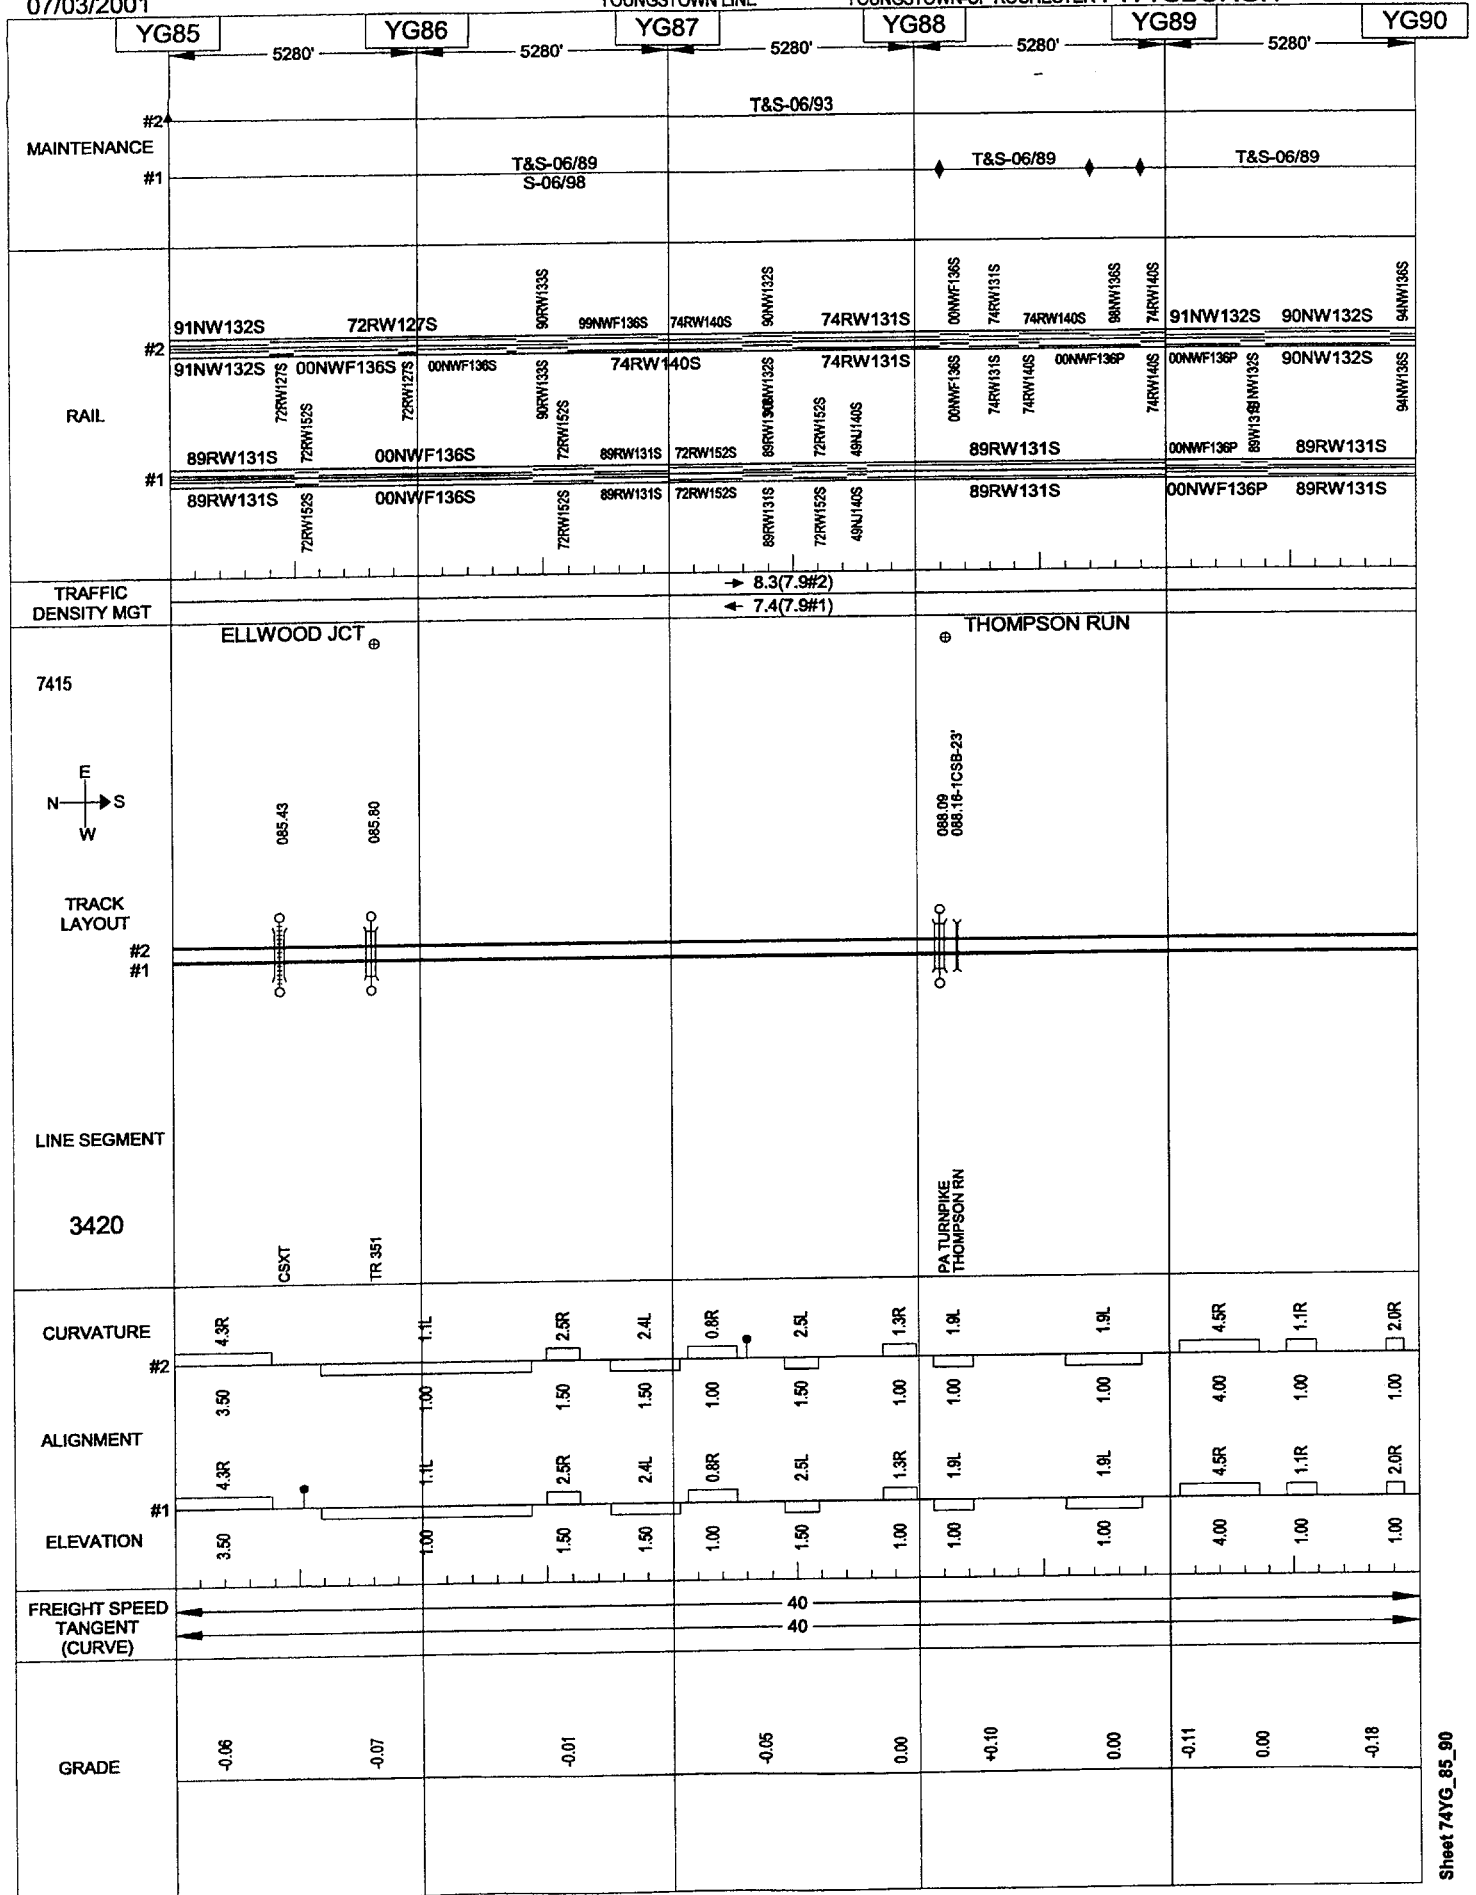 07/03/2001
YOUNGSTOWN LINE
YG85 YG86 YG87 YG88 YG89 YG90
5280' 5280' 5280' 5280' 5280'
MAINTENANCE
#2
T&S-06/93
#1
T&S-06/89 T&S-06/89 T&S-06/89
S-06/98
RAIL
90RW133S 90NW132S 00NWF136S 74RW131S 98NW136S 74RW140S 94NW136S
91NW132S 72RW127S 99NWF136S 74RW140S 74RW131S 74RW140S 91NW132S 90NW132S
#2
91NW132S 00NWF136S 00NWF136S 74RW140S 74RW131S 00NWF136P 00NWF136P 90NW132S
72RW127S 72RW127S 90RW133S 00NWF136S 74RW131S 74RW140S 74RW140S 94NW136S
72RW152S 72RW152S 72RW152S 49NJ140S
89RW131S 00NWF136S 89RW131S 72RW152S 89RW131S 00NWF136P 89RW131S
#1
89RW131S 00NWF136S 89RW131S 72RW152S 89RW131S 00NWF136P 89RW131S
72RW152S 72RW152S 89RW131S 72RW152S 49NJ140S
TRAFFIC
DENSITY MGT
→ 8.3(7.9#2)
← 7.4(7.9#1)
ELLWOOD JCT
THOMPSON RUN
7415
E
N S
W
085.43
085.80
088.09
088.16-1CSB-23'
TRACK
LAYOUT
#2
#1
LINE SEGMENT
3420
CSXT
TR 351
PA TURNPIKE
THOMPSON RN
CURVATURE
4.3R 1.1L 2.5R 2.4L 0.8R 2.5L 1.3R 1.9L 1.9L 4.5R 1.1R 2.0R
#2
3.50 1.00 1.50 1.50 1.00 1.50 1.00 1.00 1.00 4.00 1.00 1.00
ALIGNMENT
4.3R 1.1L 2.5R 2.4L 0.8R 2.5L 1.3R 1.9L 1.9L 4.5R 1.1R 2.0R
#1
ELEVATION
3.50 1.00 1.50 1.50 1.00 1.50 1.00 1.00 1.00 4.00 1.00 1.00
FREIGHT SPEED
TANGENT
(CURVE)
40
40
GRADE
-0.06 -0.07 -0.01 -0.05 0.00 +0.10 0.00 -0.11 0.00 -0.18
Sheet 74YG_85_90